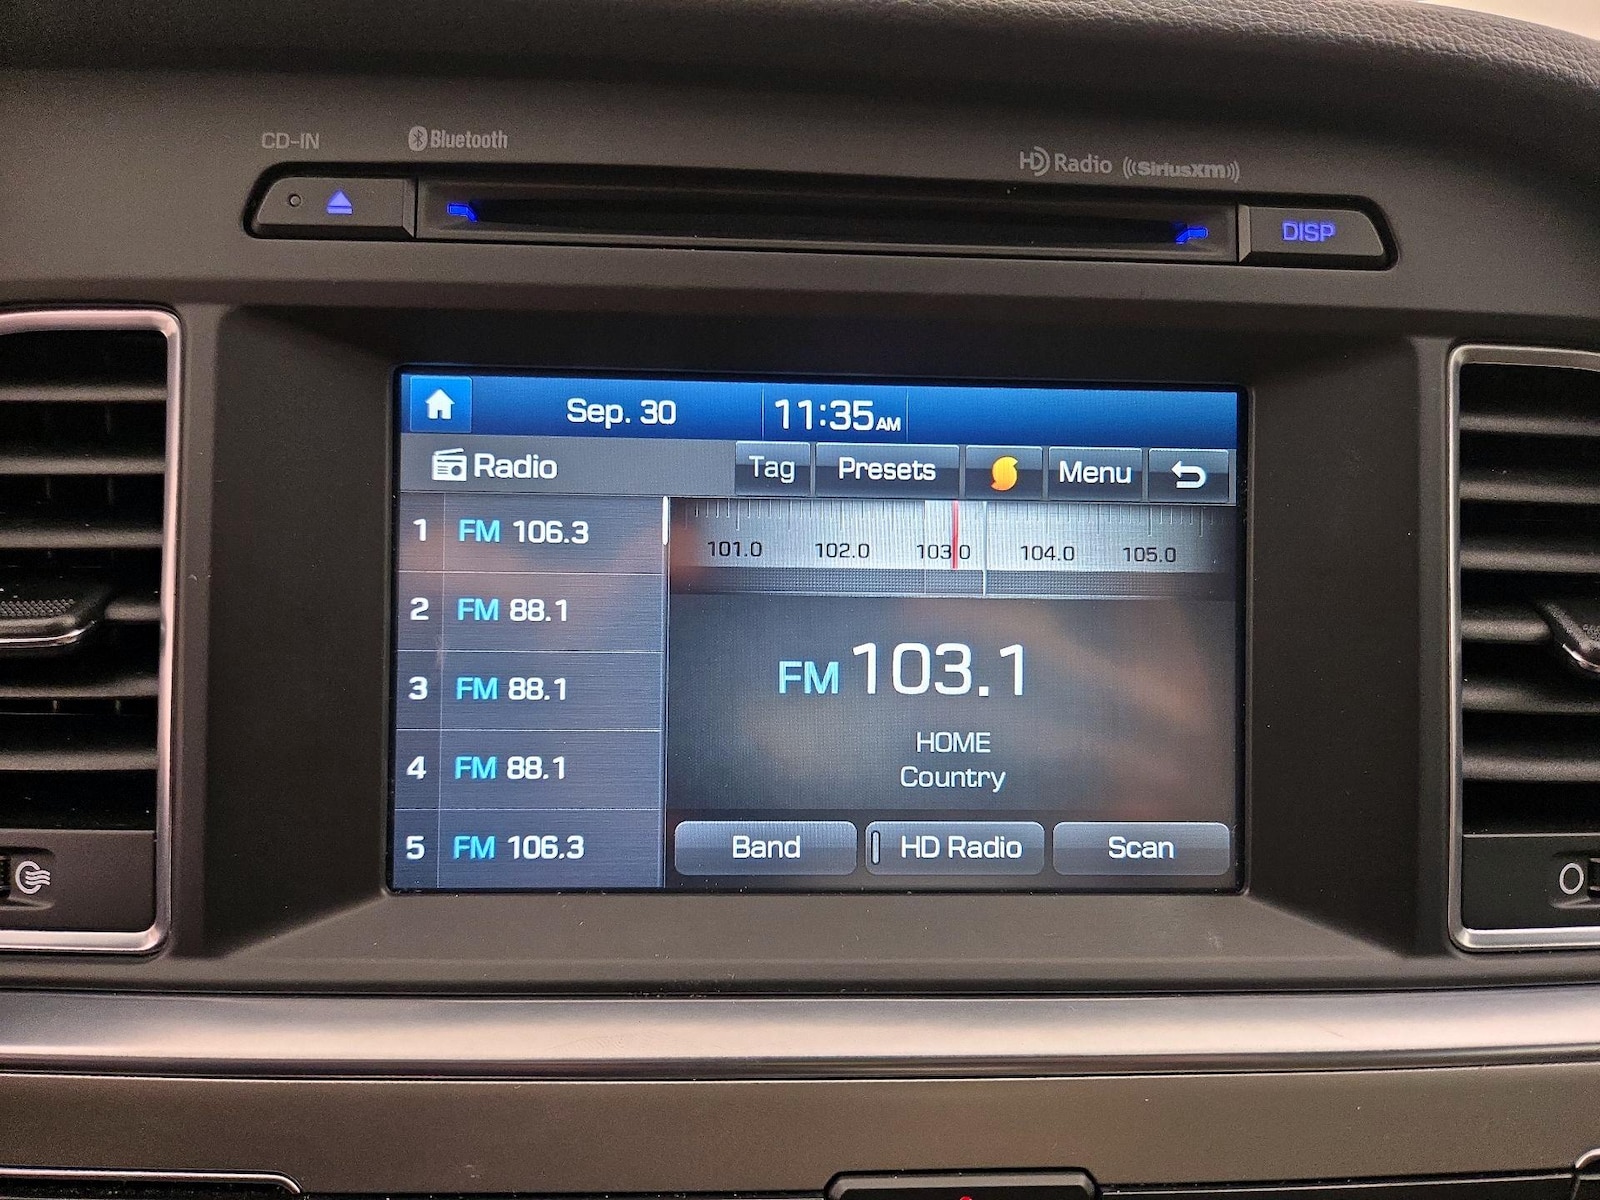 CD-IN
Bluetooth
HD Radio
((SiriusXM))
DISP
Sep. 30
11:35 AM
Radio
Tag
Presets
Menu
1 FM 106.3
2 FM 88.1
3 FM 88.1
4 FM 88.1
5 FM 106.3
101.0 102.0 103.0 104.0 105.0
FM 103.1
HOME
Country
Band
HD Radio
Scan